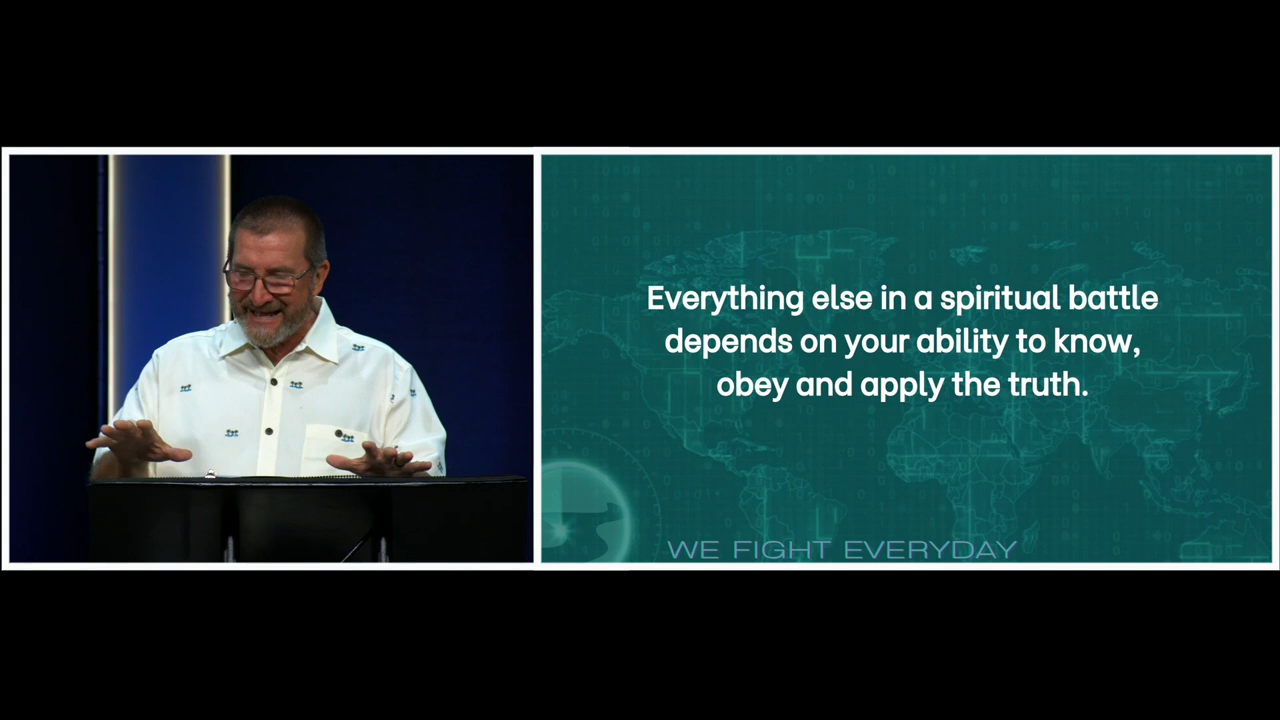 Everything else in a spiritual battle
depends on your ability to know,
obey and apply the truth.
WE FIGHT EVERYDAY